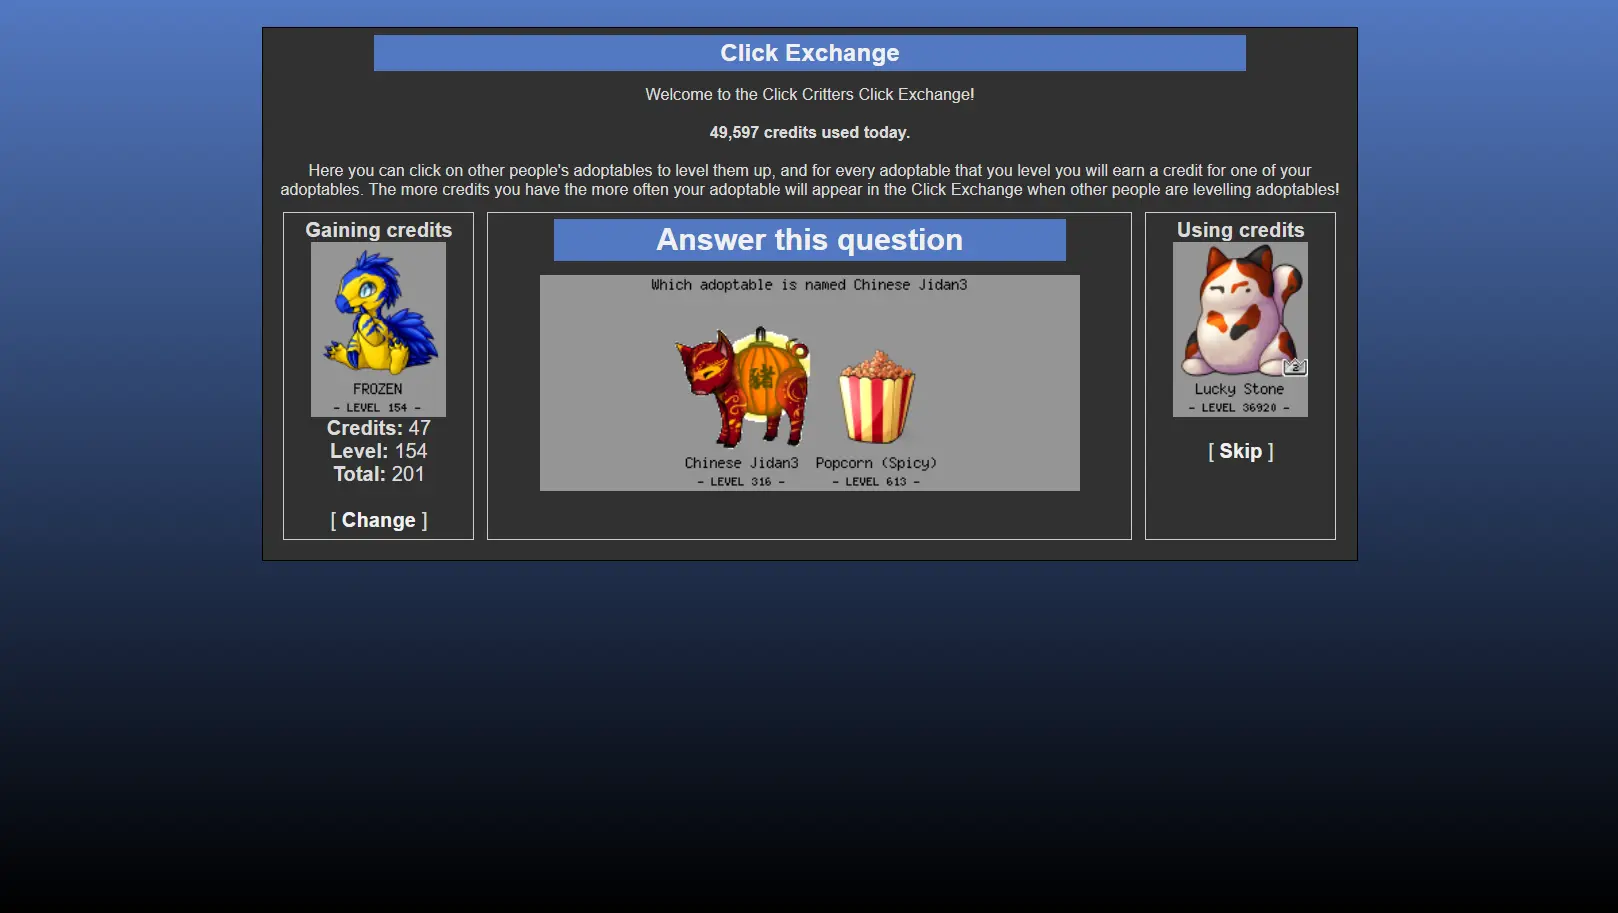 Click Exchange
Welcome to the Click Critters Click Exchange!
49,597 credits used today.
Here you can click on other people's adoptables to level them up, and for every adoptable that you level you will earn a credit for one of your
adoptables. The more credits you have the more often your adoptable will appear in the Click Exchange when other people are levelling adoptables!
Gaining credits
FROZEN
- LEVEL 154 -
Credits: 47
Level: 154
Total: 201
[ Change ]
Answer this question
Which adoptable is named Chinese Jidan3
豬
Chinese Jidan3
- LEVEL 316 -
Popcorn (Spicy)
- LEVEL 613 -
Using credits
2
Lucky Stone
- LEVEL 36920 -
[ Skip ]